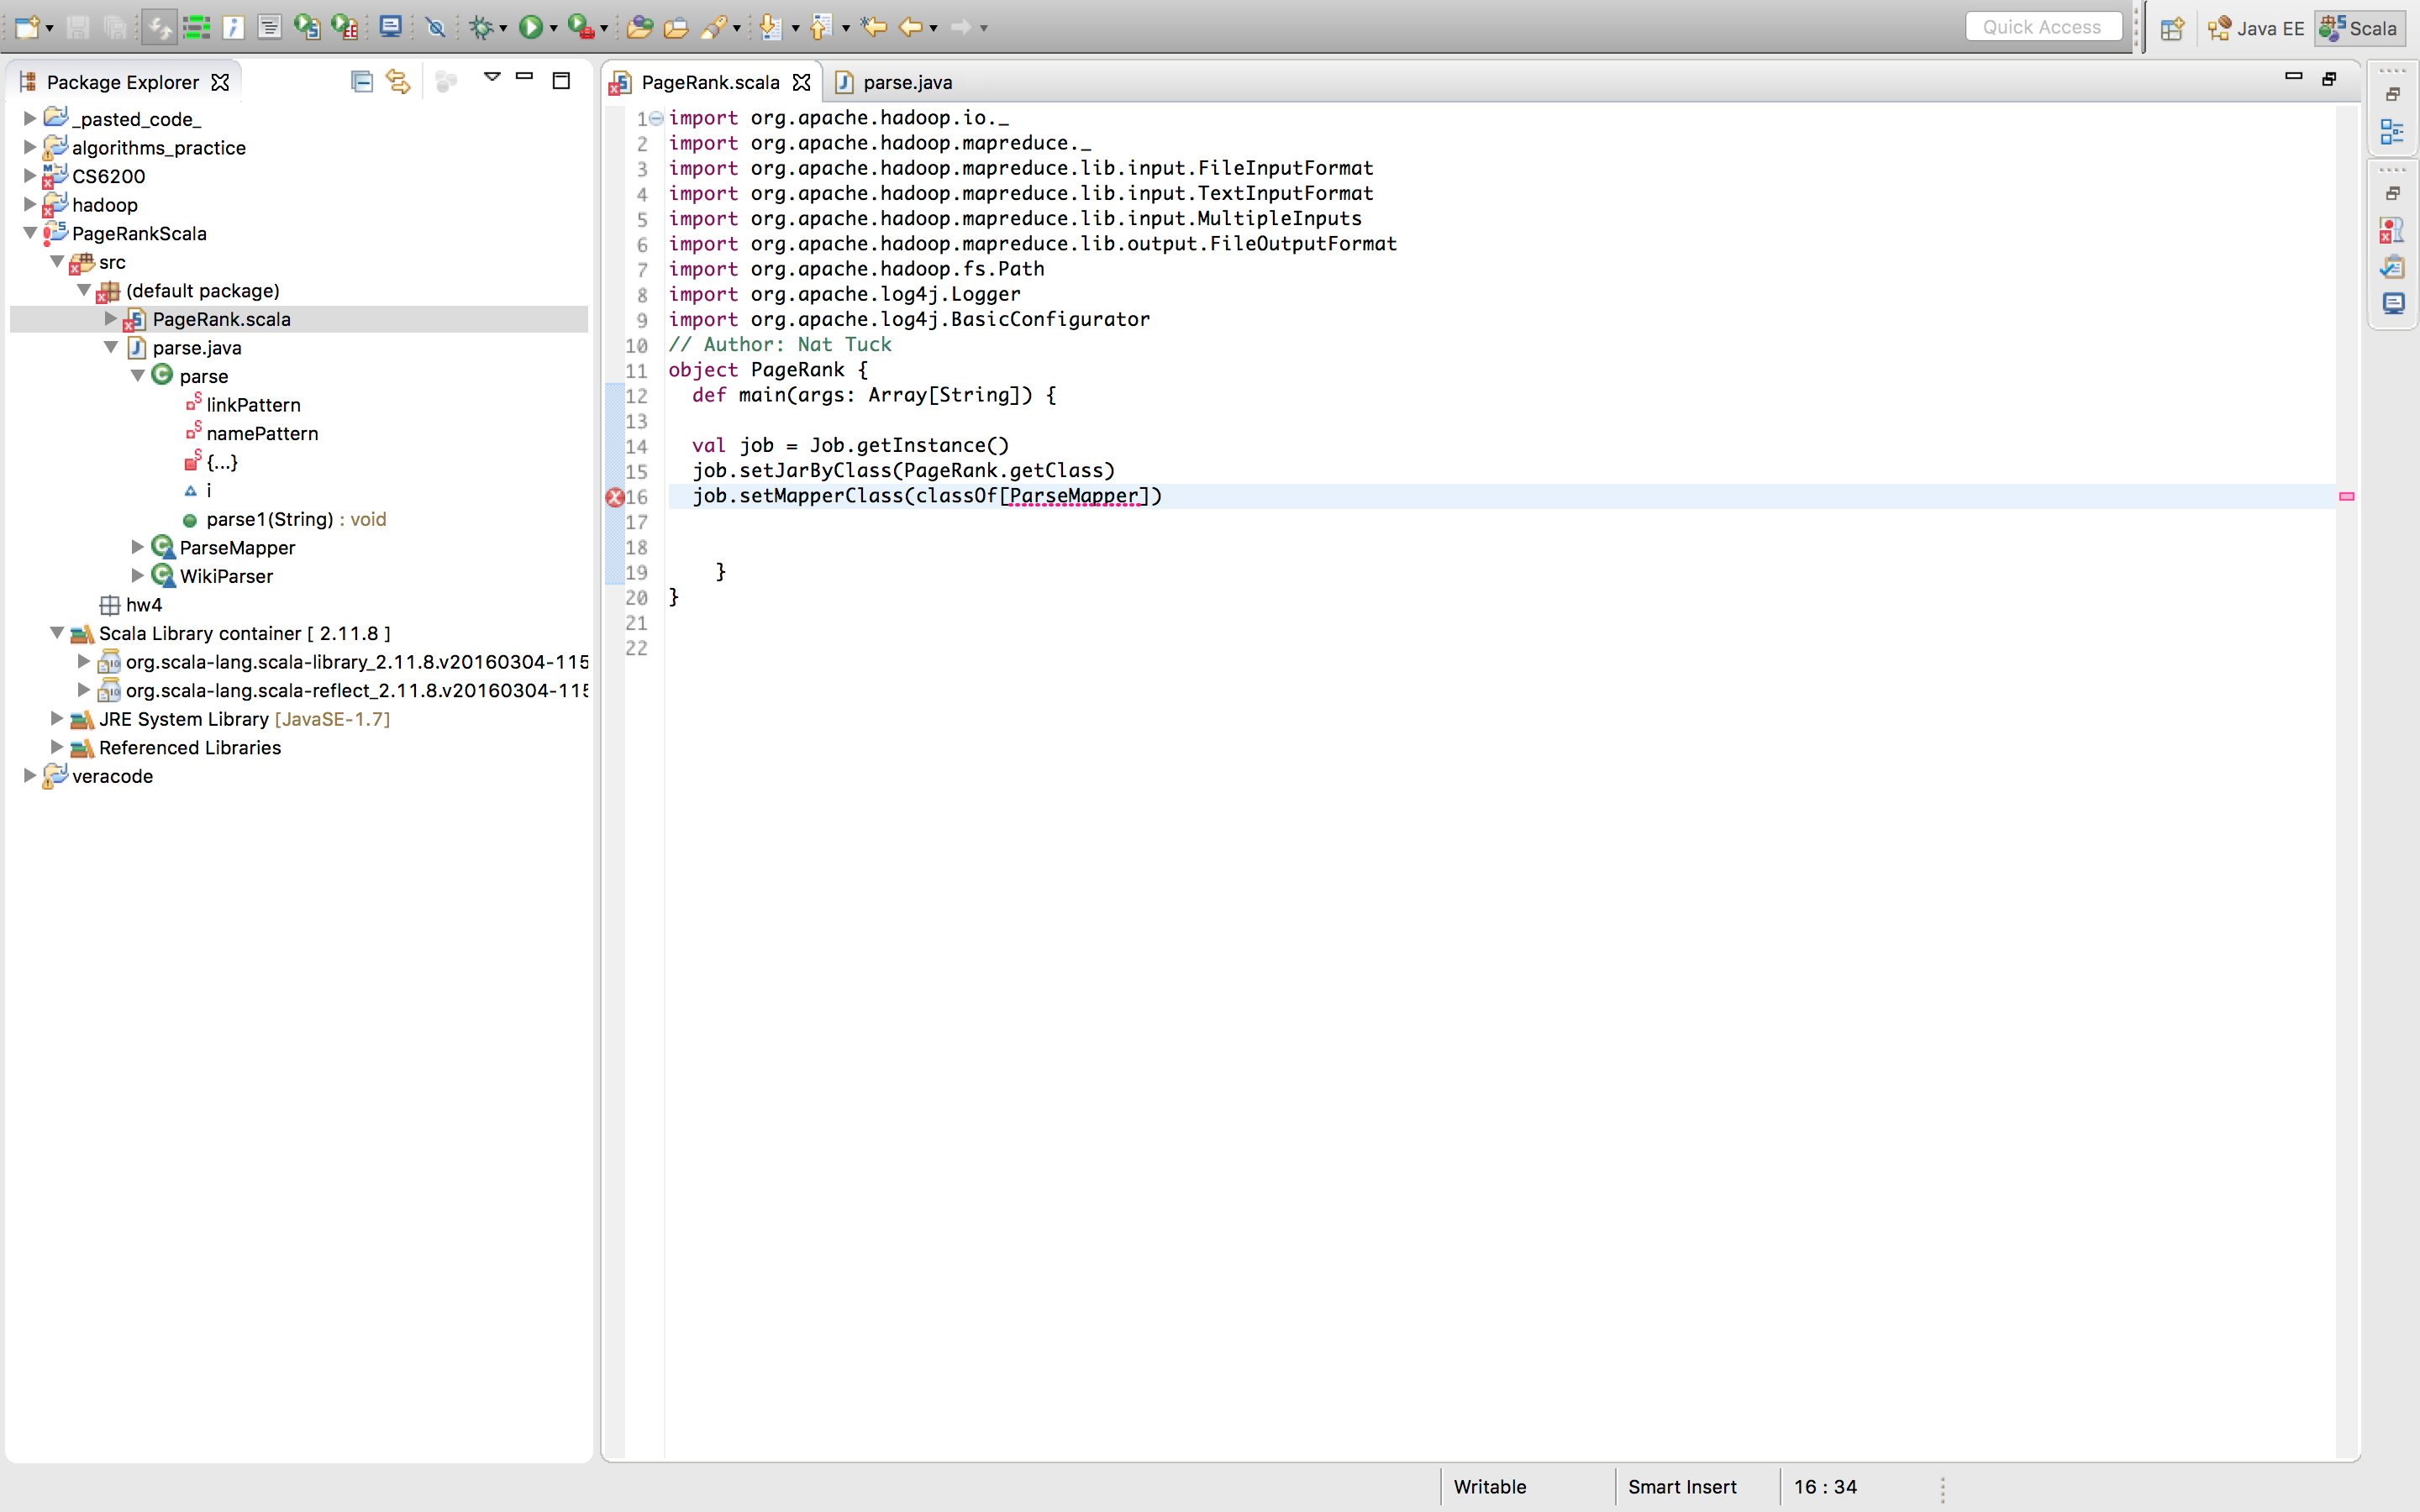 Quick Access
Java EE
Scala
Package Explorer
PageRank.scala
parse.java
_pasted_code_
algorithms_practice
CS6200
hadoop
PageRankScala
src
(default package)
PageRank.scala
parse.java
parse
linkPattern
namePattern
{...}
i
parse1(String) : void
ParseMapper
WikiParser
hw4
Scala Library container [ 2.11.8 ]
org.scala-lang.scala-library_2.11.8.v20160304-115
org.scala-lang.scala-reflect_2.11.8.v20160304-115
JRE System Library [JavaSE-1.7]
Referenced Libraries
veracode
1 import org.apache.hadoop.io._
2 import org.apache.hadoop.mapreduce._
3 import org.apache.hadoop.mapreduce.lib.input.FileInputFormat
4 import org.apache.hadoop.mapreduce.lib.input.TextInputFormat
5 import org.apache.hadoop.mapreduce.lib.input.MultipleInputs
6 import org.apache.hadoop.mapreduce.lib.output.FileOutputFormat
7 import org.apache.hadoop.fs.Path
8 import org.apache.log4j.Logger
9 import org.apache.log4j.BasicConfigurator
10 // Author: Nat Tuck
11 object PageRank {
12 def main(args: Array[String]) {
13
14 val job = Job.getInstance()
15 job.setJarByClass(PageRank.getClass)
16 job.setMapperClass(classOf[ParseMapper])
17
18
19 }
20 }
21
22
Writable
Smart Insert
16 : 34